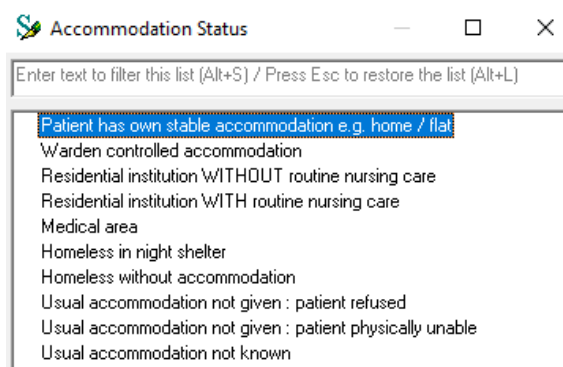 Accommodation Status
Enter text to filter this list (Alt+S) / Press Esc to restore the list (Alt+L)
Patient has own stable accommodation e.g. home / flat
Warden controlled accommodation
Residential institution WITHOUT routine nursing care
Residential institution WITH routine nursing care
Medical area
Homeless in night shelter
Homeless without accommodation
Usual accommodation not given : patient refused
Usual accommodation not given : patient physically unable
Usual accommodation not known